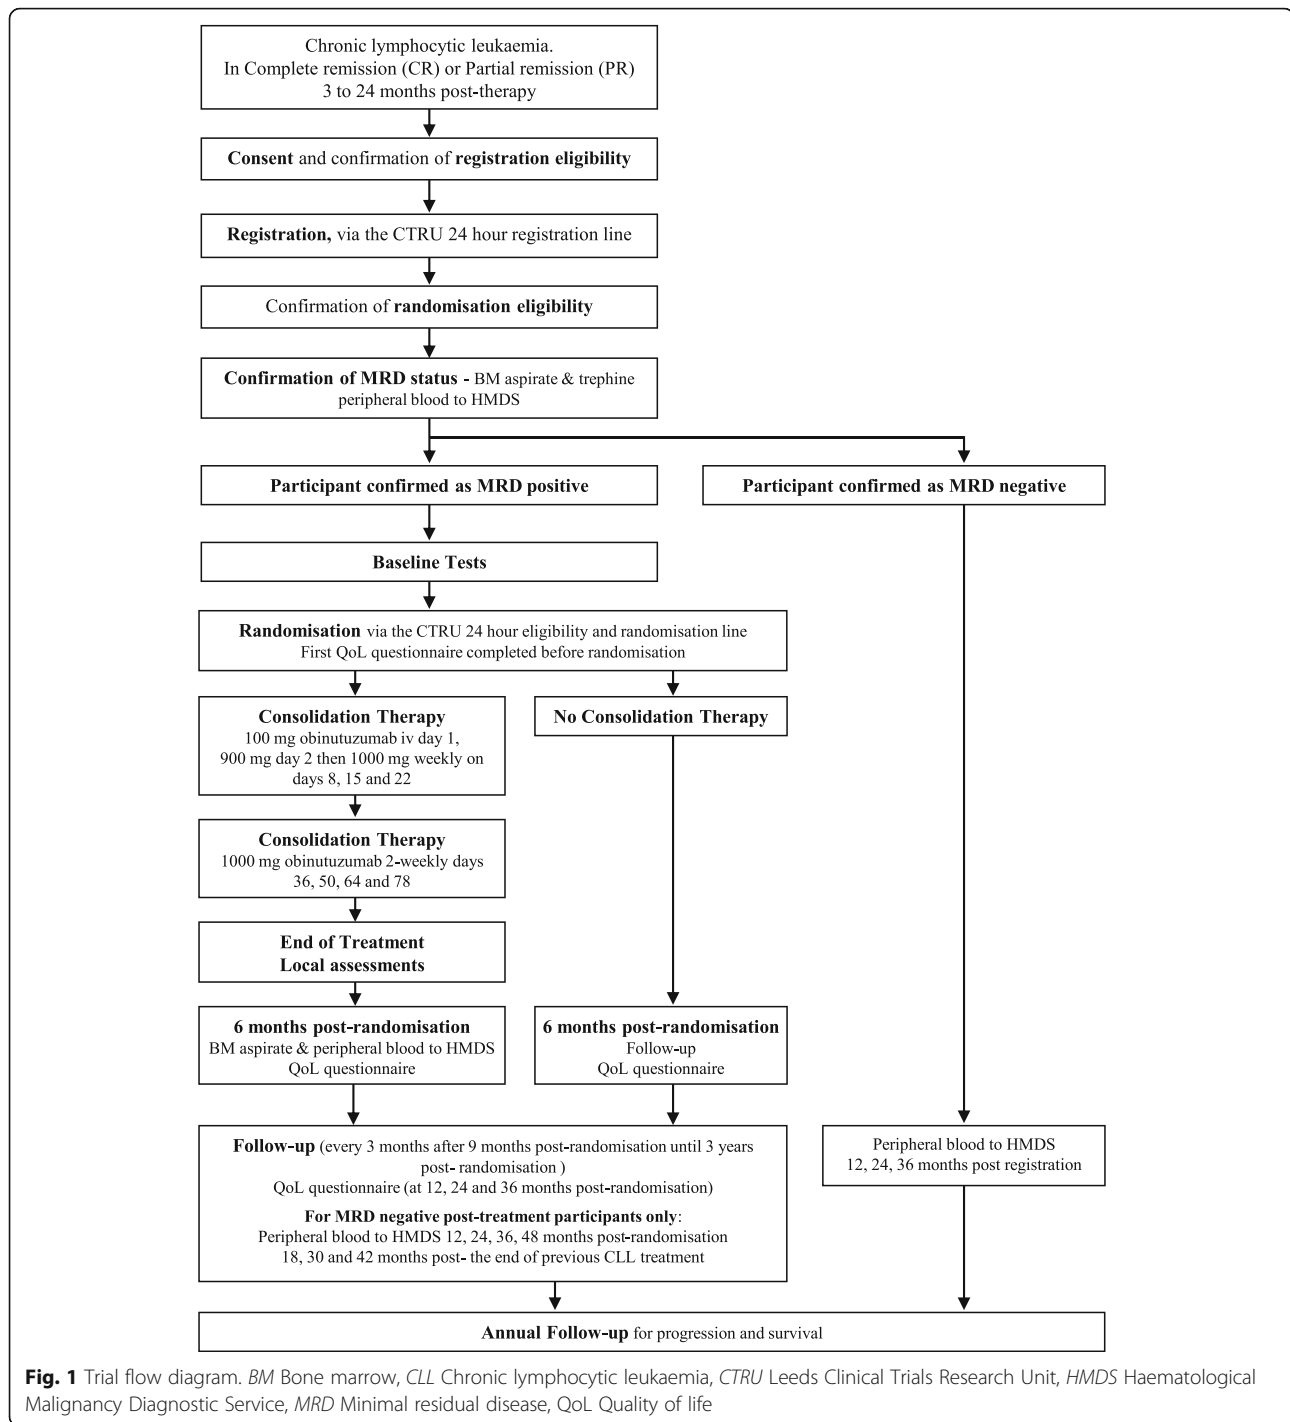 Chronic lymphocytic leukaemia.
In Complete remission (CR) or Partial remission (PR)
3 to 24 months post-therapy
Consent and confirmation of registration eligibility
Registration, via the CTRU 24 hour registration line
Confirmation of randomisation eligibility
Confirmation of MRD status - BM aspirate & trephine
peripheral blood to HMDS
Participant confirmed as MRD positive
Participant confirmed as MRD negative
Baseline Tests
Randomisation via the CTRU 24 hour eligibility and randomisation line
First QoL questionnaire completed before randomisation
Consolidation Therapy
100 mg obinutuzumab iv day 1,
900 mg day 2 then 1000 mg weekly on
days 8, 15 and 22
No Consolidation Therapy
Consolidation Therapy
1000 mg obinutuzumab 2-weekly days
36, 50, 64 and 78
End of Treatment
Local assessments
6 months post-randomisation
BM aspirate & peripheral blood to HMDS
QoL questionnaire
6 months post-randomisation
Follow-up
QoL questionnaire
Follow-up (every 3 months after 9 months post-randomisation until 3 years
post- randomisation )
QoL questionnaire (at 12, 24 and 36 months post-randomisation)
For MRD negative post-treatment participants only:
Peripheral blood to HMDS 12, 24, 36, 48 months post-randomisation
18, 30 and 42 months post- the end of previous CLL treatment
Peripheral blood to HMDS
12, 24, 36 months post registration
Annual Follow-up for progression and survival
Fig. 1 Trial flow diagram. BM Bone marrow, CLL Chronic lymphocytic leukaemia, CTRU Leeds Clinical Trials Research Unit, HMDS Haematological
Malignancy Diagnostic Service, MRD Minimal residual disease, QoL Quality of life